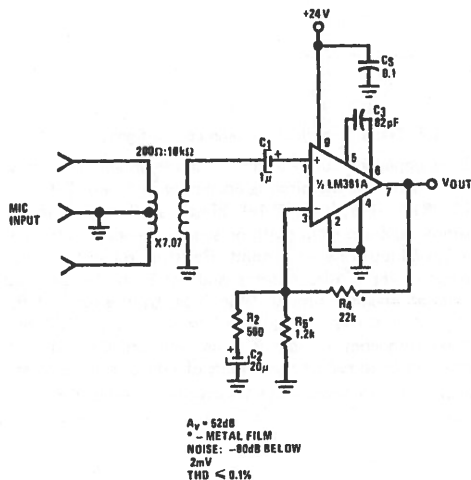 +24V
CS
0.1
C3
82pF
200Ω:10kΩ
C1
+
1μ
9
5
1
+
6
½ LM381A
7
VOUT
MIC
INPUT
X7.07
-
3
2
4
R2
560
R5*
1.2k
R4
*
22k
+
C2
20μ
Av = 52dB
* - METAL FILM
NOISE: -80dB BELOW
2mV
THD ≤ 0.1%